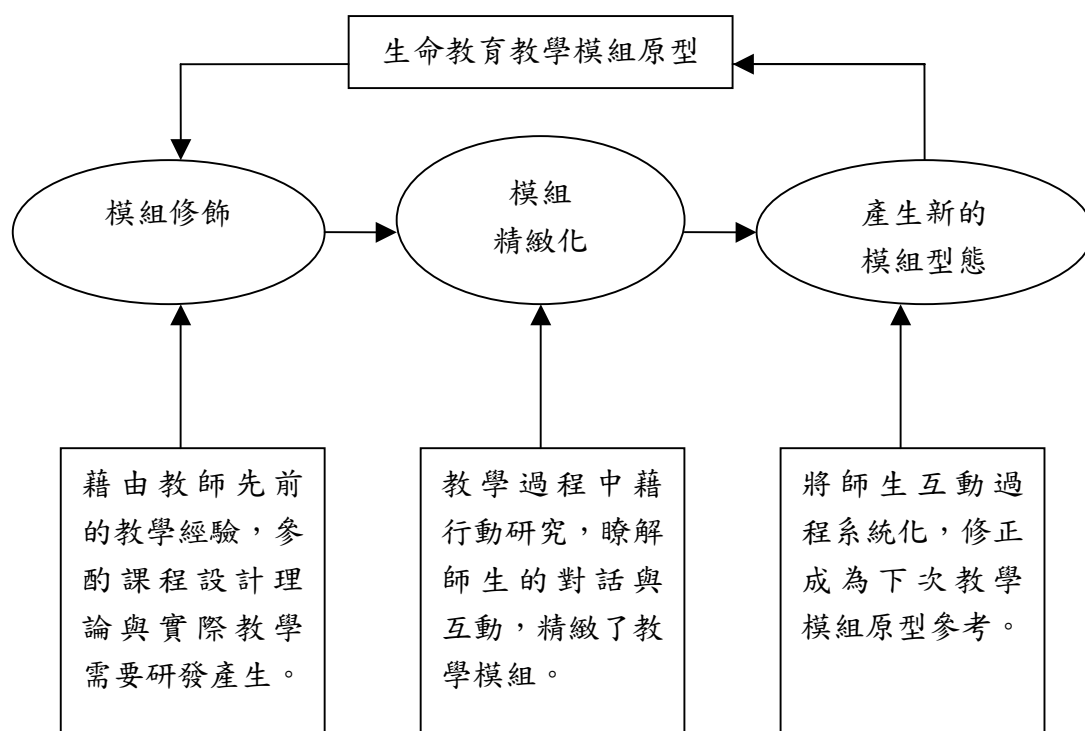 生命教育教學模組原型
模組修飾
模組
精緻化
產生新的
模組型態
藉由教師先前
的教學經驗，參
酌課程設計理
論與實際教學
需要研發產生。
教學過程中藉
行動研究，瞭解
師生的對話與
互動，精緻了教
學模組。
將師生互動過
程系統化，修正
成為下次教學
模組原型參考。